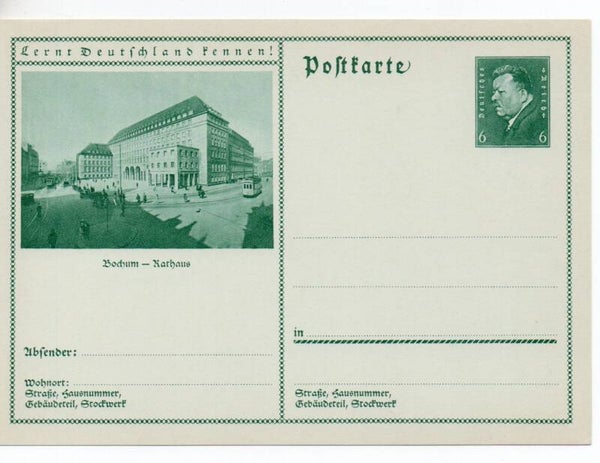 Lernt Deutschland kennen!
Bochum – Rathaus
Absender:
Wohnort:
Straße, Hausnummer,
Gebäudeteil, Stockwerk
Postkarte
Deutsches Reich
6 6
in
Straße, Hausnummer,
Gebäudeteil, Stockwerk